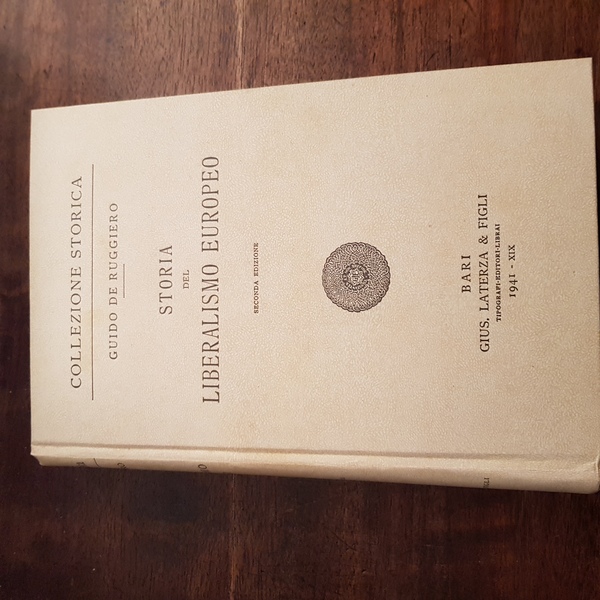 COLLEZIONE STORICA
GUIDO DE RUGGIERO
STORIA
DEL
LIBERALISMO EUROPEO
SECONDA EDIZIONE
BARI
GIUS. LATERZA & FIGLI
TIPOGRAFI-EDITORI-LIBRAI
1941 - XIX